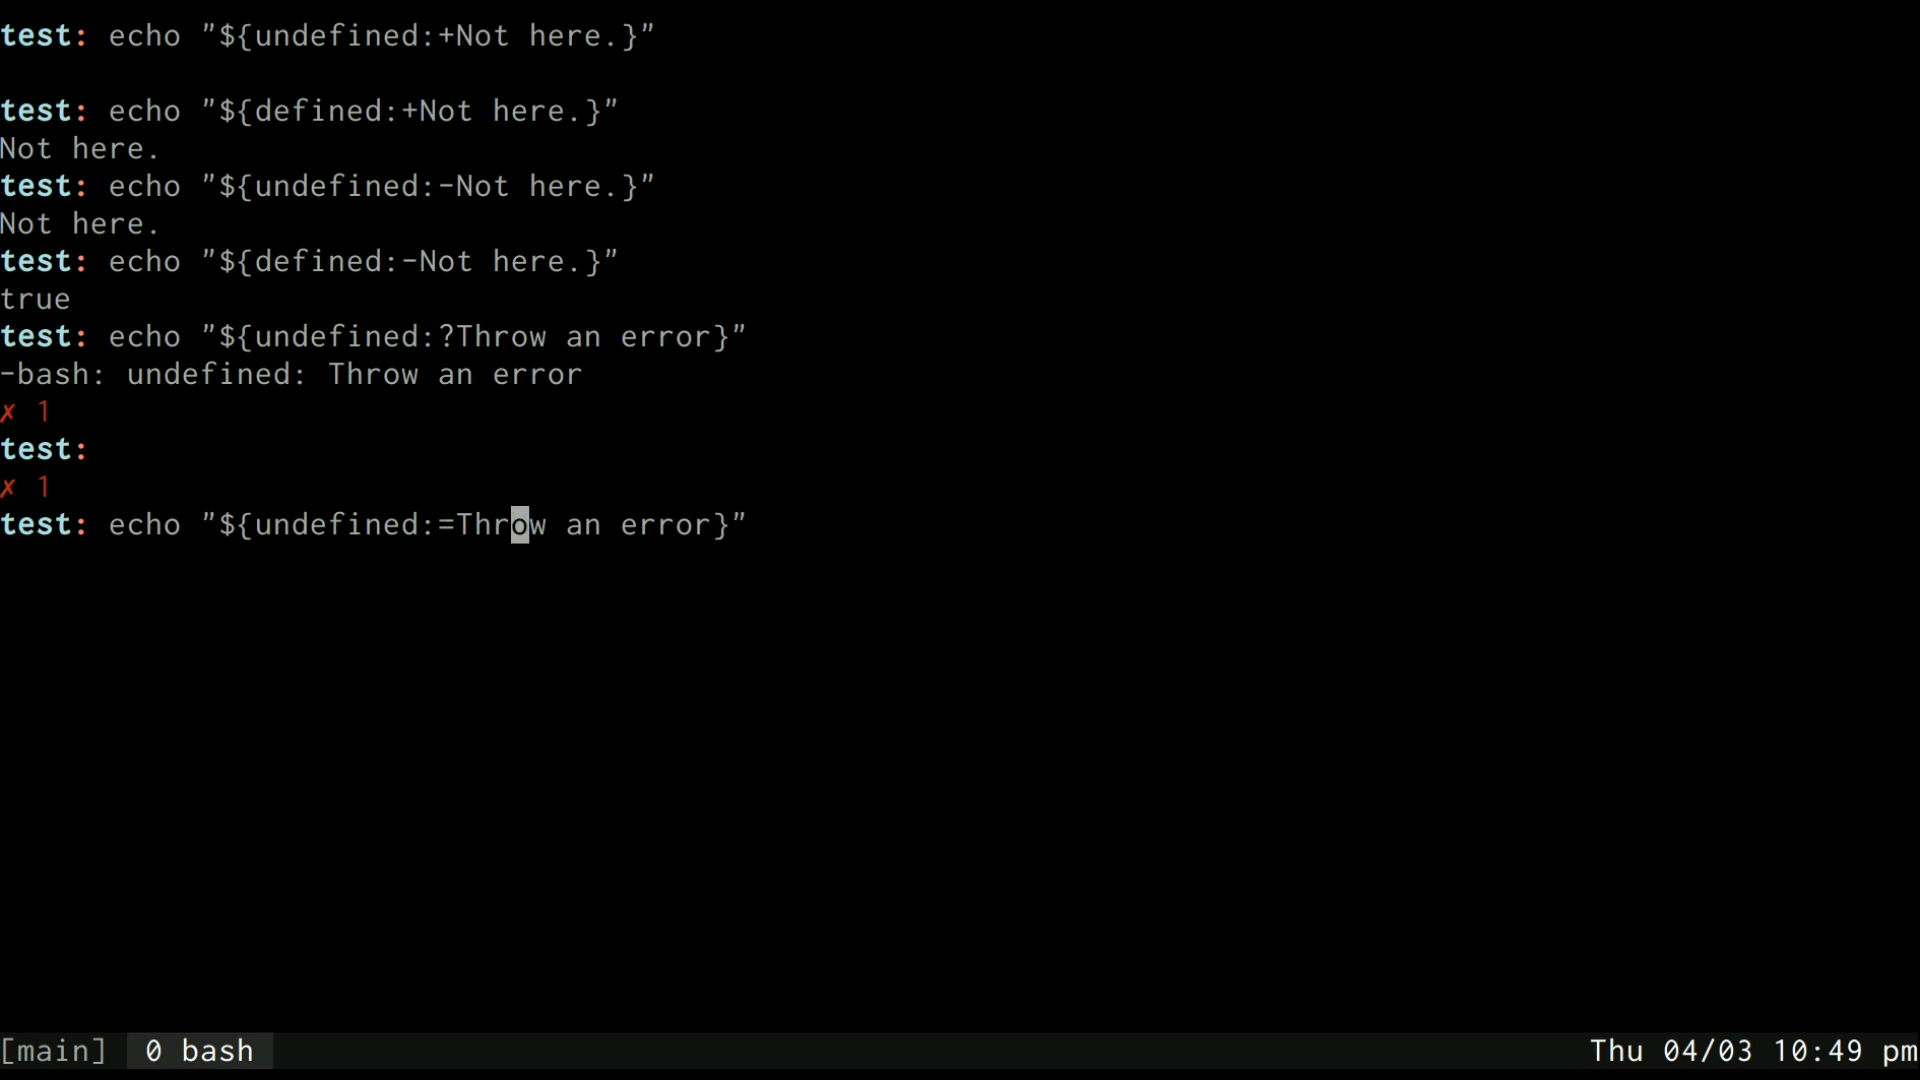 test: echo "${undefined:+Not here.}"
test: echo "${defined:+Not here.}"
Not here.
test: echo "${undefined:-Not here.}"
Not here.
test: echo "${defined:-Not here.}"
true
test: echo "${undefined:?Throw an error}"
-bash: undefined: Throw an error
✗ 1
test:
✗ 1
test: echo "${undefined:=Throw an error}"
[main] 0 bash Thu 04/03 10:49 pm